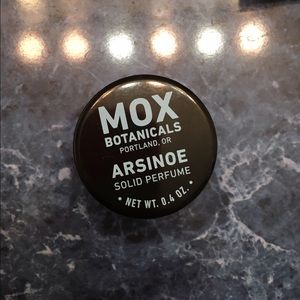 MOX
BOTANICALS
PORTLAND, OR
ARSINOE
SOLID PERFUME
• NET WT. 0.4 OZ. •